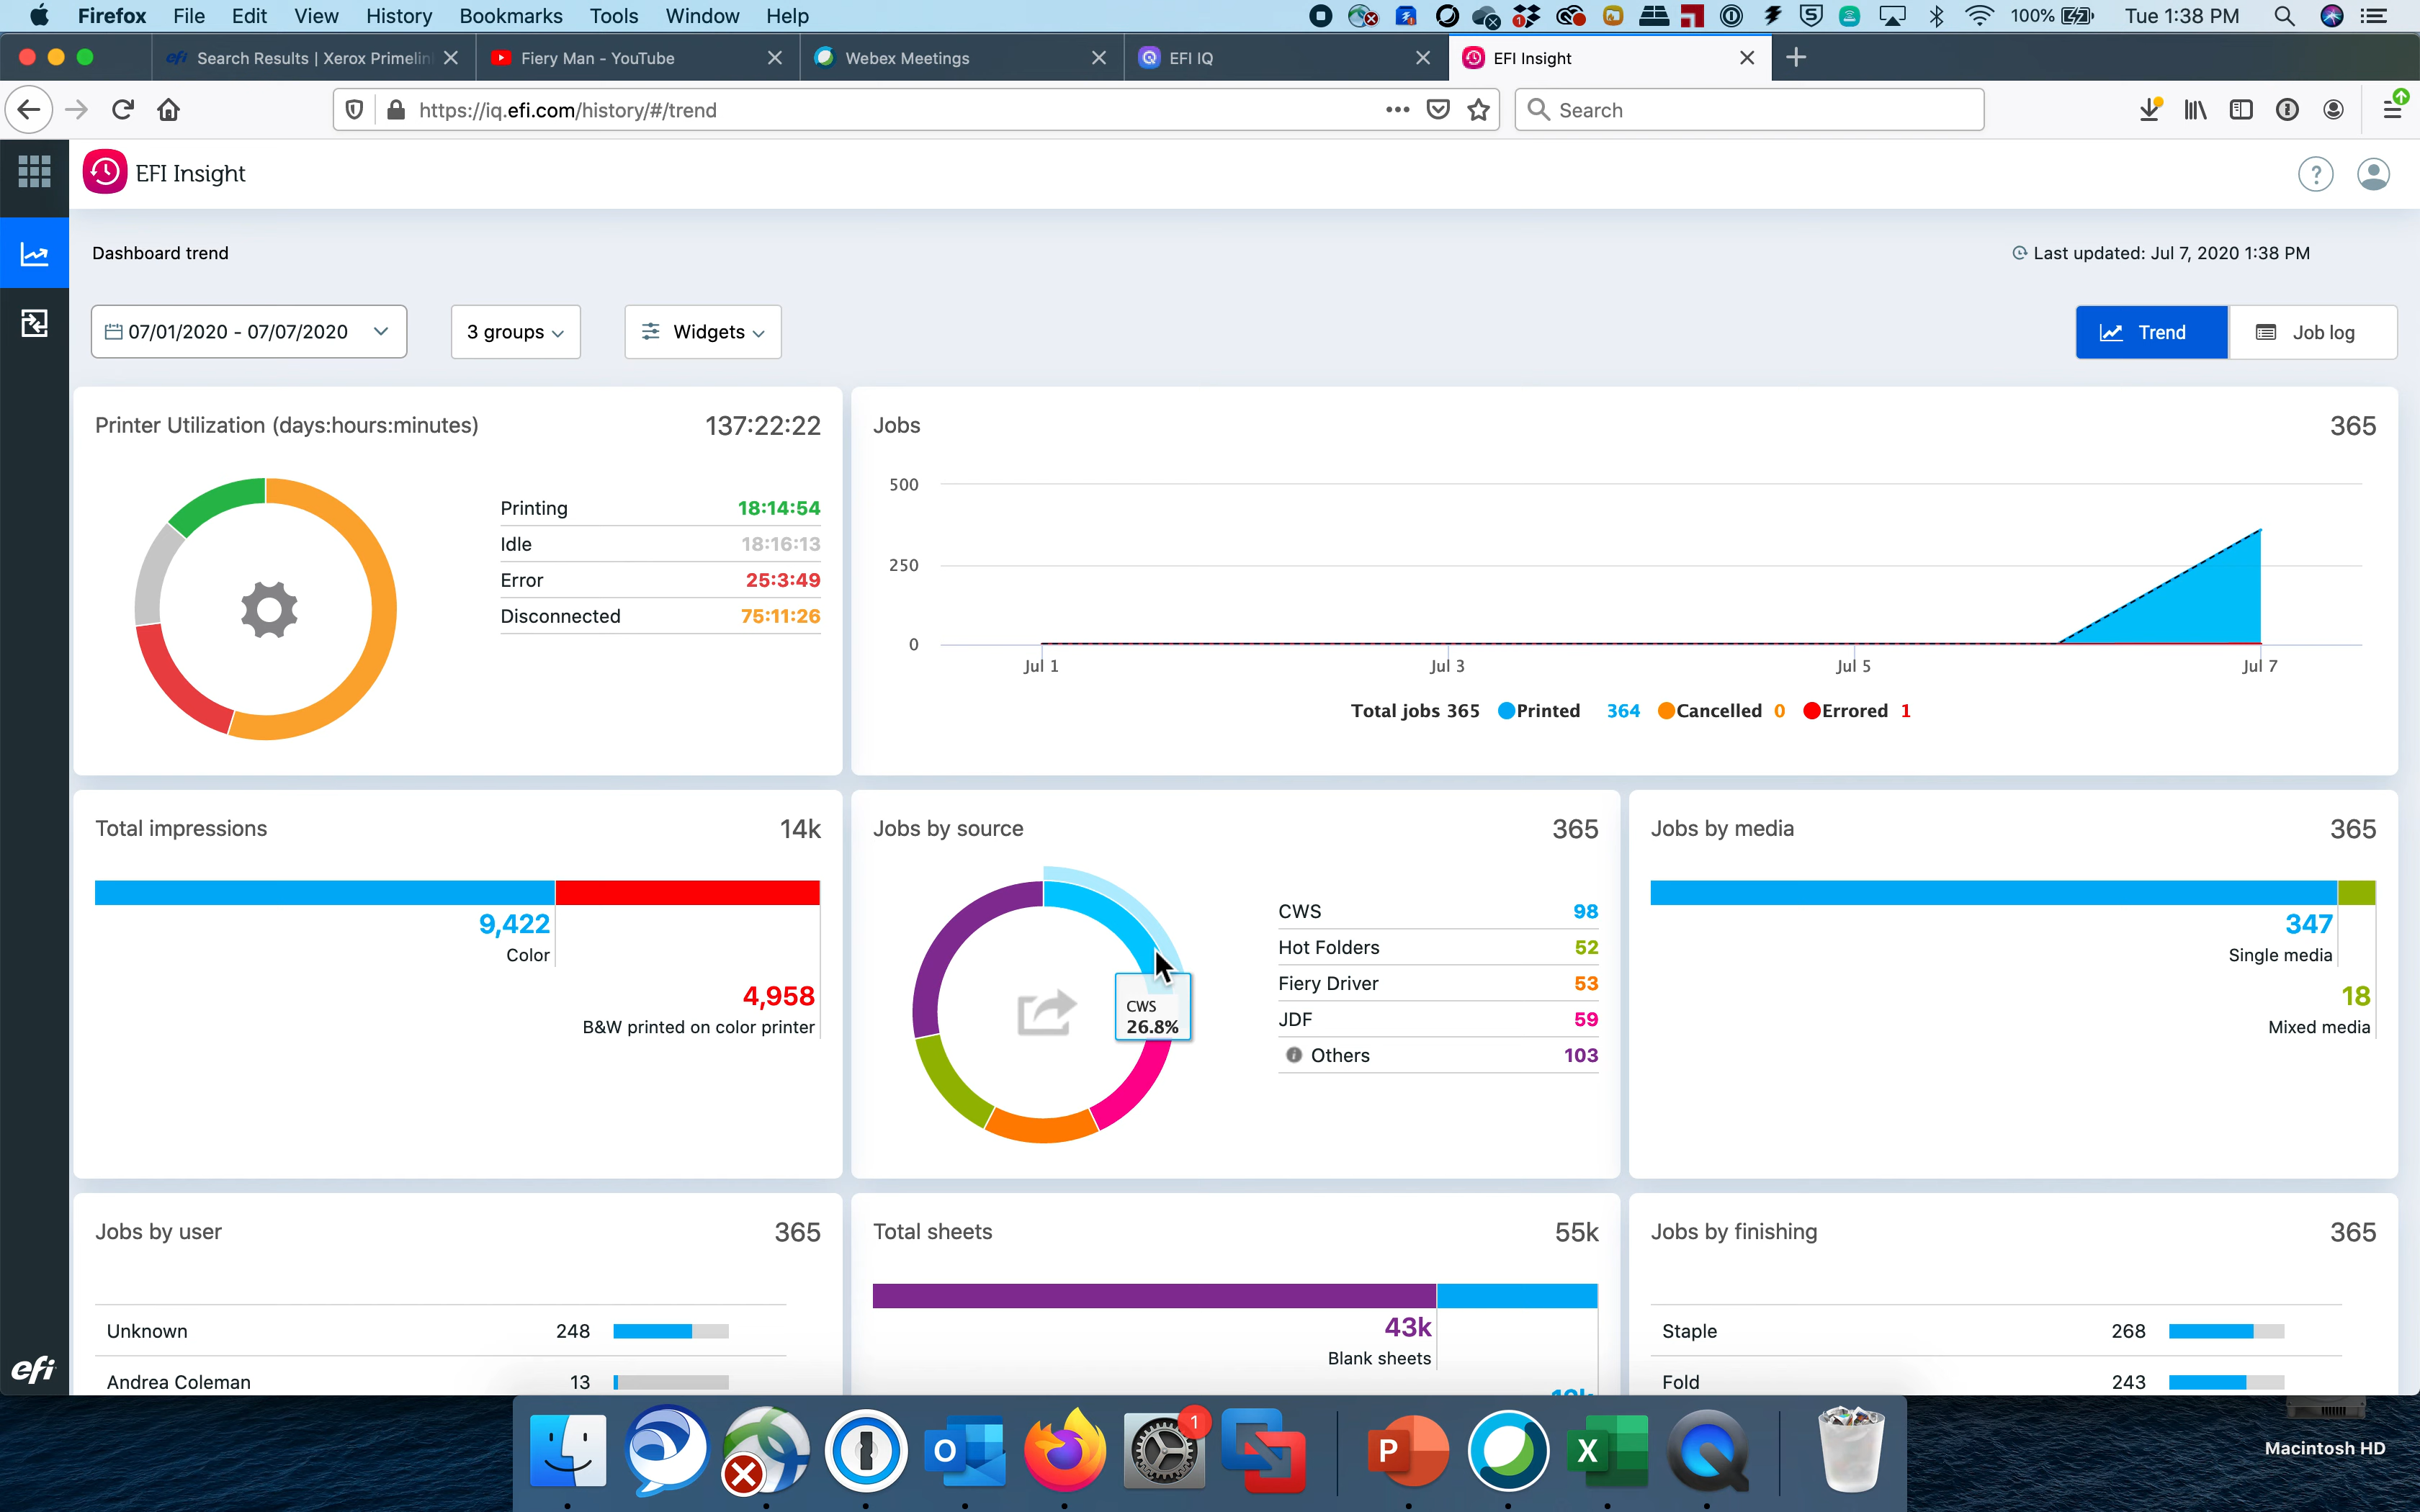 Firefox File Edit View History Bookmarks Tools Window Help 100% Tue 1:38 PM
efi Search Results | Xerox Primelin Fiery Man - YouTube Webex Meetings EFI IQ EFI Insight
https://iq.efi.com/history/#/trend Search
EFI Insight
Dashboard trend Last updated: Jul 7, 2020 1:38 PM
07/01/2020 - 07/07/2020 3 groups Widgets Trend Job log
Printer Utilization (days:hours:minutes) 137:22:22
Printing 18:14:54
Idle 18:16:13
Error 25:3:49
Disconnected 75:11:26
Jobs 365
500
250
0
Jul 1 Jul 3 Jul 5 Jul 7
Total jobs 365 Printed 364 Cancelled 0 Errored 1
Total impressions 14k
9,422
Color
4,958
B&W printed on color printer
Jobs by source 365
CWS
26.8%
CWS 98
Hot Folders 52
Fiery Driver 53
JDF 59
Others 103
Jobs by media 365
347
Single media
18
Mixed media
Jobs by user 365
Unknown 248
Andrea Coleman 13
Total sheets 55k
43k
Blank sheets
Jobs by finishing 365
Staple 268
Fold 243
efi
1
Macintosh HD